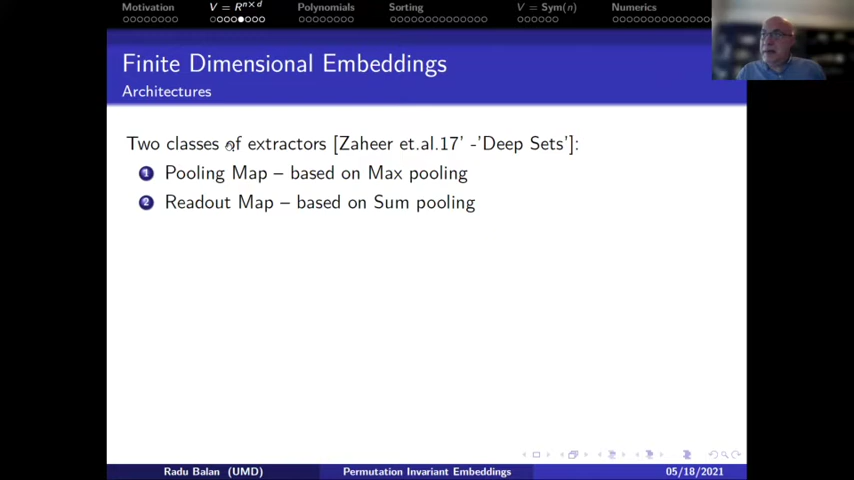 Motivation V = R^{n×d} Polynomials Sorting V = Sym(n) Numerics
Finite Dimensional Embeddings
Architectures
Two classes of extractors [Zaheer et.al.17' -'Deep Sets']:
1 Pooling Map – based on Max pooling
2 Readout Map – based on Sum pooling
Radu Balan (UMD) Permutation Invariant Embeddings 05/18/2021